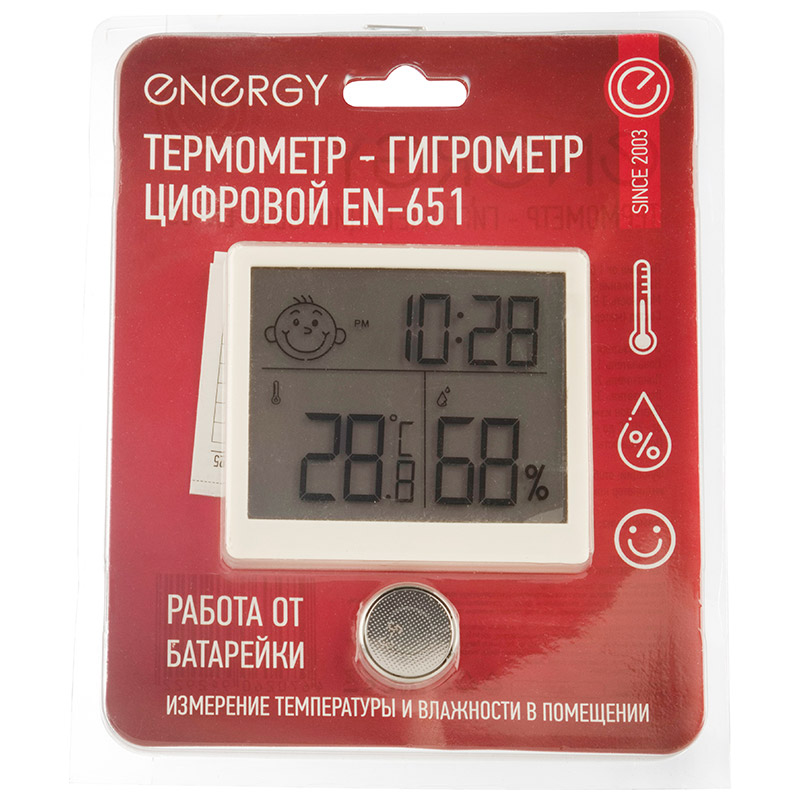 eNeRGY
SINCE 2003
ТЕРМОМЕТР - ГИГРОМЕТР
ЦИФРОВОЙ EN-651
PM 10:28
28.8 °C 68%
%
РАБОТА ОТ
БАТАРЕЙКИ
ИЗМЕРЕНИЕ ТЕМПЕРАТУРЫ И ВЛАЖНОСТИ В ПОМЕЩЕНИИ